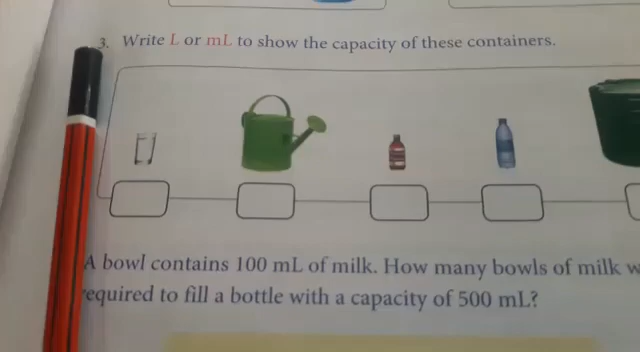 3. Write L or mL to show the capacity of these containers.
A bowl contains 100 mL of milk. How many bowls of milk
required to fill a bottle with a capacity of 500 mL?